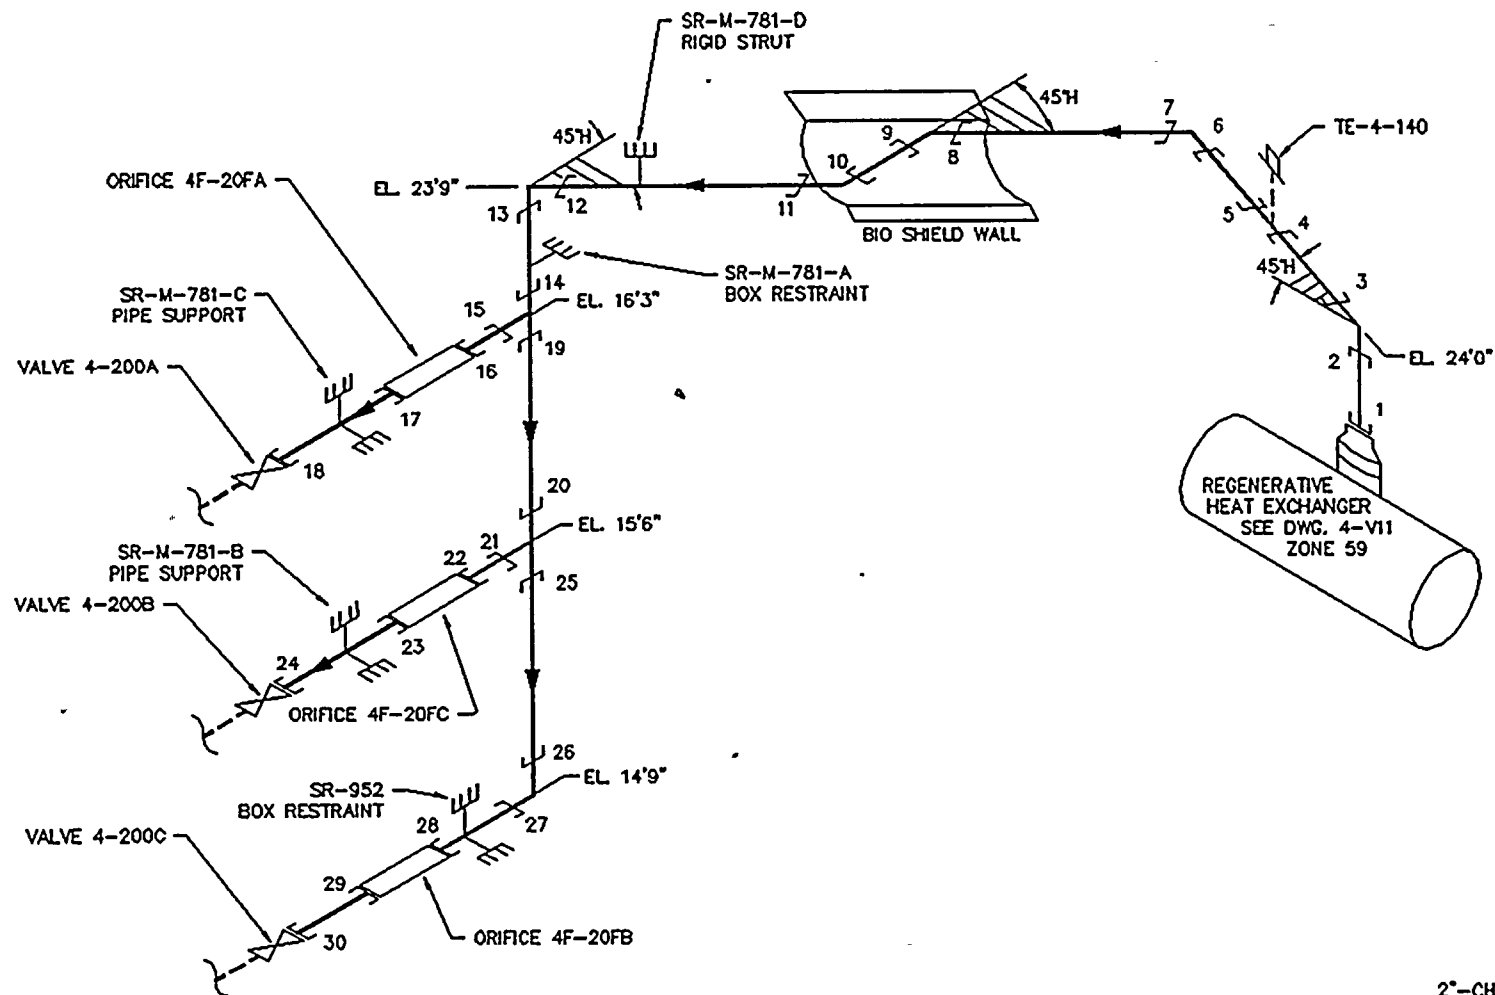 SR-M-781-D
RIGID STRUT
45°H
7
6
TE-4-140
45°H
9
8
ORIFICE 4F-20FA
EL. 23'9"
10
5
4
13
12
11
BIO SHIELD WALL
45°H
3
SR-M-781-A
BOX RESTRAINT
SR-M-781-C
PIPE SUPPORT
14
EL. 16'3"
15
19
2
EL. 24'0"
VALVE 4-200A
16
17
1
18
REGENERATIVE
HEAT EXCHANGER
SEE DWG. 4-V11
ZONE 59
20
EL. 15'6"
SR-M-781-B
PIPE SUPPORT
21
22
25
VALVE 4-200B
23
24
ORIFICE 4F-20FC
26
EL. 14'9"
SR-952
BOX RESTRAINT
27
28
VALVE 4-200C
29
30
ORIFICE 4F-20FB
2"-CH